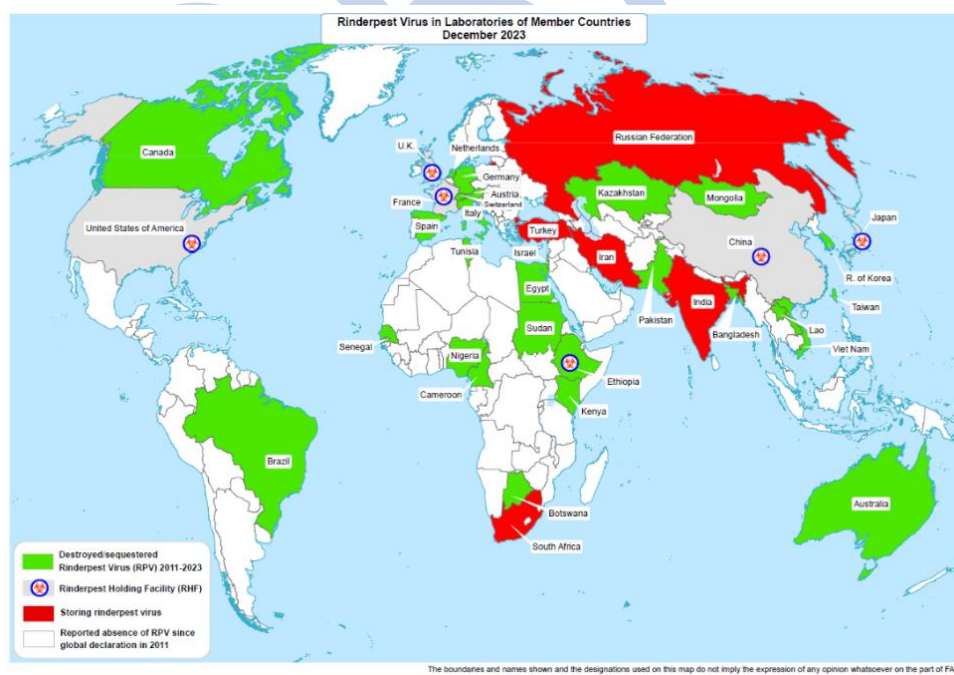 Rinderpest Virus in Laboratories of Member Countries
December 2023
Canada
United States of America
U.K.
Netherlands
Germany
Austria
Switzerland
France
Italy
Spain
Tunisia
Israel
Turkey
Russian Federation
Kazakhstan
Mongolia
Japan
China
R. of Korea
Taiwan
Iran
India
Pakistan
Bangladesh
Lao
Viet Nam
Egypt
Sudan
Senegal
Nigeria
Cameroon
Ethiopia
Kenya
Brazil
Botswana
South Africa
Australia
Destroyed/sequestered
Rinderpest Virus (RPV) 2011-2023
Rinderpest Holding Facility (RHF)
Storing rinderpest virus
Reported absence of RPV since
global declaration in 2011
The boundaries and names shown and the designations used on this map do not imply the expression of any opinion whatsoever on the part of FA